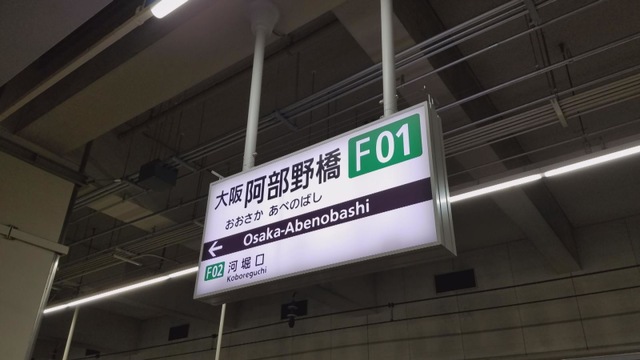 大阪阿部野橋 F01
おおさか あべのばし
← Osaka-Abenobashi
F02 河堀口
Koboreguchi